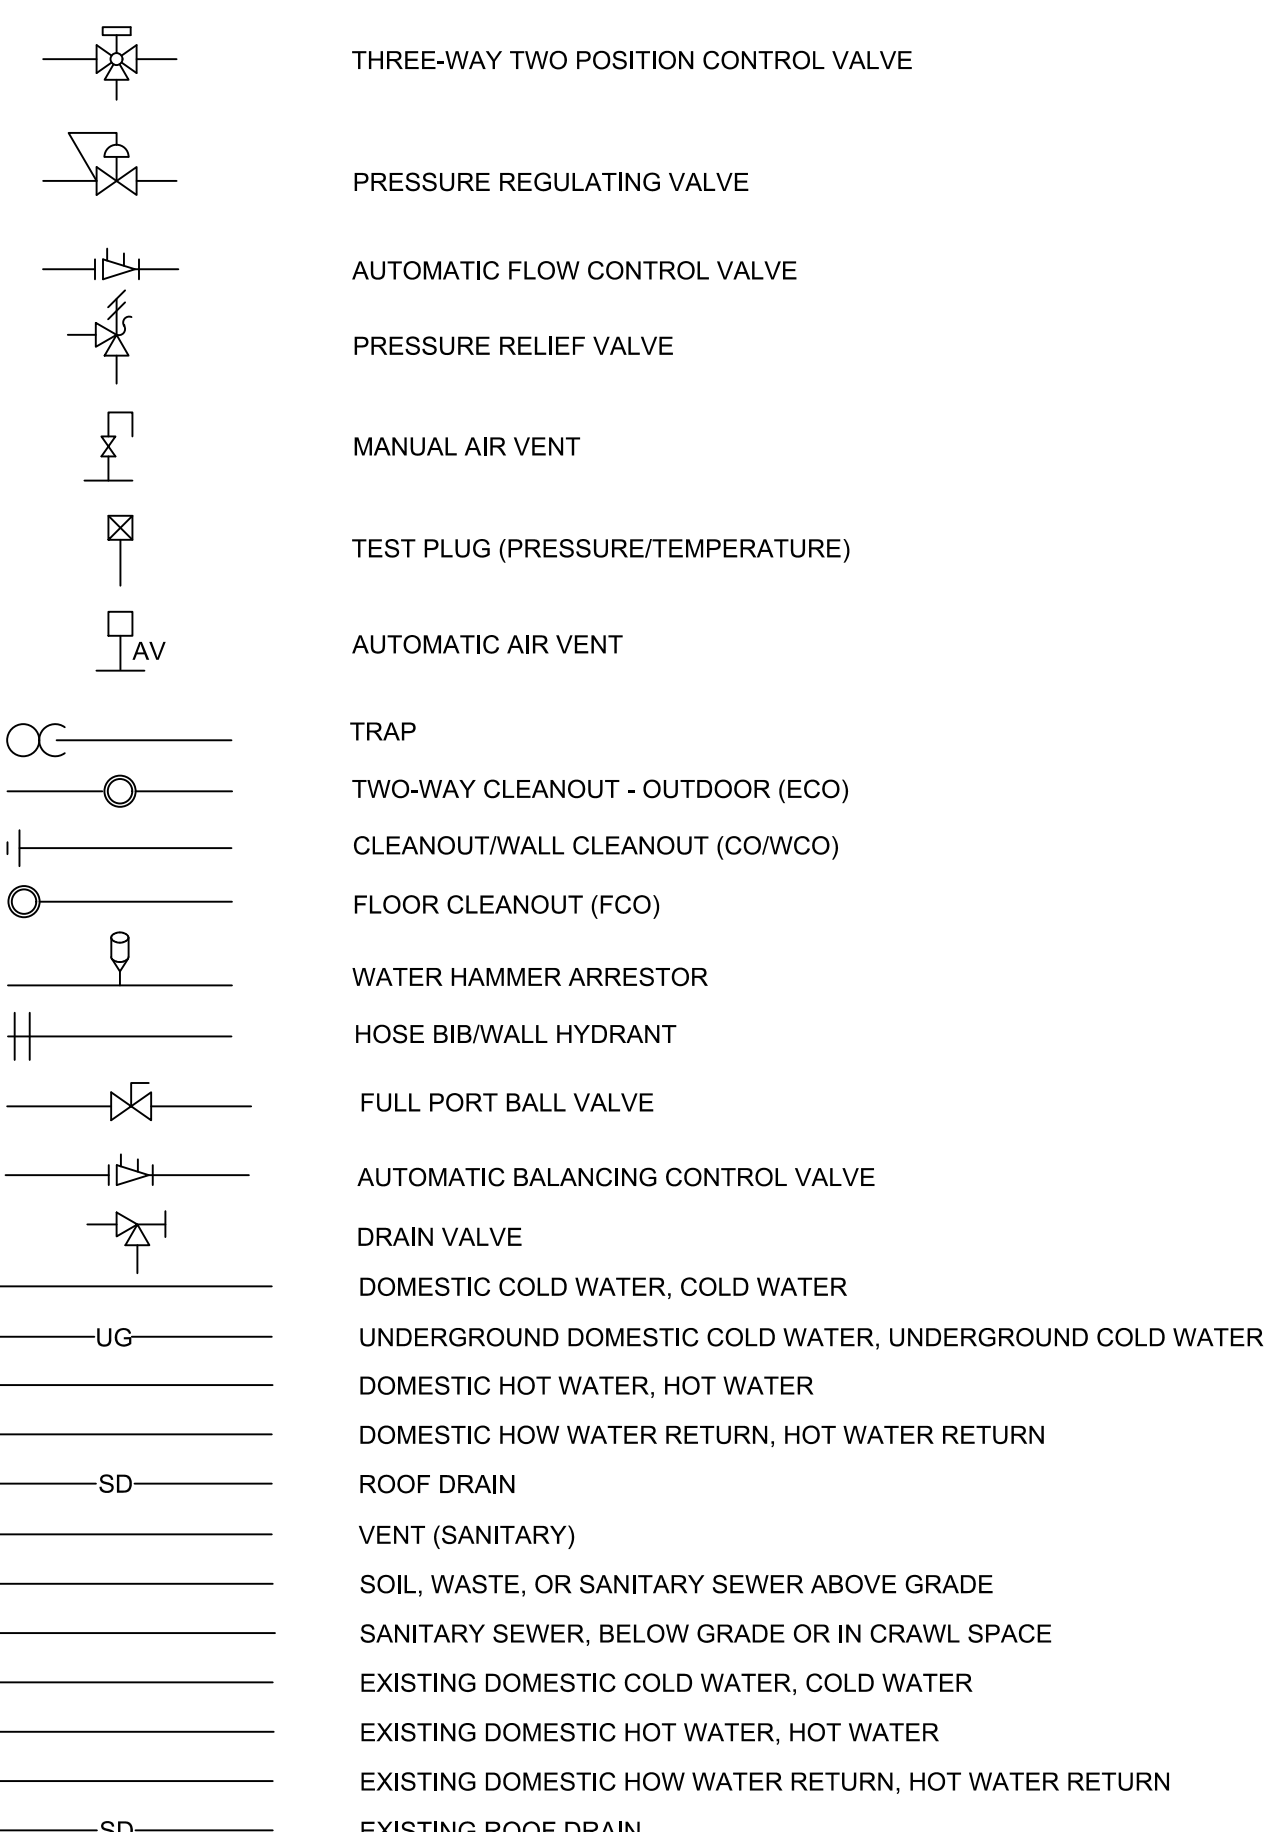 THREE-WAY TWO POSITION CONTROL VALVE
PRESSURE REGULATING VALVE
AUTOMATIC FLOW CONTROL VALVE
PRESSURE RELIEF VALVE
MANUAL AIR VENT
TEST PLUG (PRESSURE/TEMPERATURE)
AV AUTOMATIC AIR VENT
TRAP
TWO-WAY CLEANOUT - OUTDOOR (ECO)
CLEANOUT/WALL CLEANOUT (CO/WCO)
FLOOR CLEANOUT (FCO)
WATER HAMMER ARRESTOR
HOSE BIB/WALL HYDRANT
FULL PORT BALL VALVE
AUTOMATIC BALANCING CONTROL VALVE
DRAIN VALVE
DOMESTIC COLD WATER, COLD WATER
UG UNDERGROUND DOMESTIC COLD WATER, UNDERGROUND COLD WATER
DOMESTIC HOT WATER, HOT WATER
DOMESTIC HOW WATER RETURN, HOT WATER RETURN
SD ROOF DRAIN
VENT (SANITARY)
SOIL, WASTE, OR SANITARY SEWER ABOVE GRADE
SANITARY SEWER, BELOW GRADE OR IN CRAWL SPACE
EXISTING DOMESTIC COLD WATER, COLD WATER
EXISTING DOMESTIC HOT WATER, HOT WATER
EXISTING DOMESTIC HOW WATER RETURN, HOT WATER RETURN
SD EXISTING ROOF DRAIN